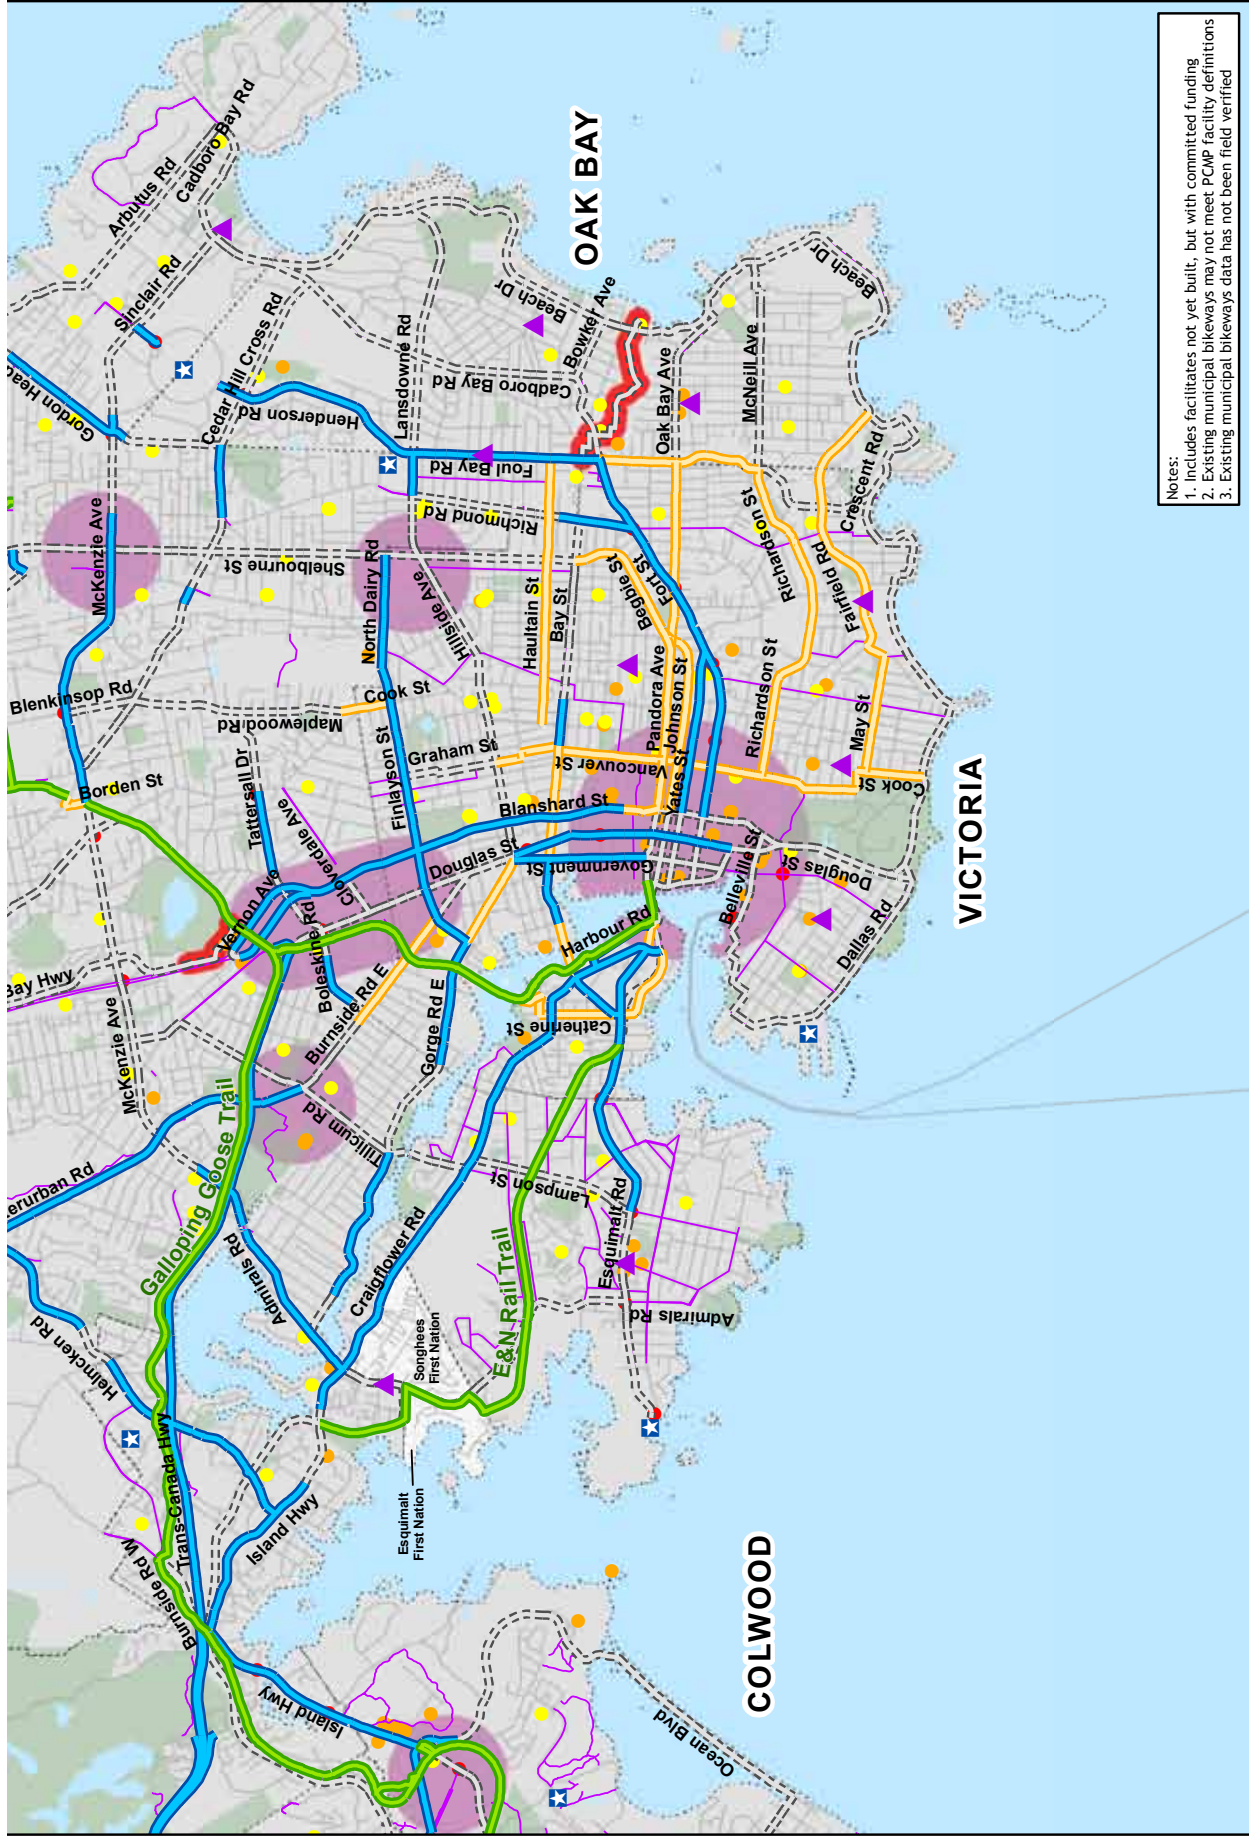 Gordon Head
Arbutus Rd
Cadboro Bay Rd
Sinclair Rd
Cedar Hill Cross Rd
Henderson Rd
Lansdowne Rd
Foul Bay Rd
Cadboro Bay Rd
Beach Dr
Bowker Ave
OAK BAY
Oak Bay Ave
McNeill Ave
Beach Dr
McKenzie Ave
Shelbourne St
North Dairy Rd
Richmond Rd
Hillside Ave
Haultain St
Bay St
Begbie St
Fort St
Richardson St
Fairfield Rd
Crescent Rd
Blenkinsop Rd
Borden St
Maplewood Rd
Cook St
Tattersall Dr
Cloverdale Ave
Finlayson St
Graham St
Blanshard St
Vancouver St
Pandora Ave
Johnson St
Yates St
Richardson St
May St
Cook St
Vernon Ave
Boleskine Rd
Douglas St
Government St
Harbour Rd
Belleville St
Douglas St
Dallas Rd
VICTORIA
Bay Hwy
McKenzie Ave
Burnside Rd E
Gorge Rd E
Catherine St
Tillicum Rd
Galloping Goose Trail
erurban Rd
Admirals Rd
Craigflower Rd
Lampson St
E&N Rail Trail
Esquimalt Rd
Admirals Rd
Helmcken Rd
Songhees
First Nation
Esquimalt
First Nation
Trans-Canada Hwy
Burnside Rd W
Island Hwy
Island Hwy
COLWOOD
Ocean Blvd
Notes:
1. Includes facilitates not yet built, but with committed funding
2. Existing municipal bikeways may not meet PCMP facility definitions
3. Existing municipal bikeways data has not been field verified